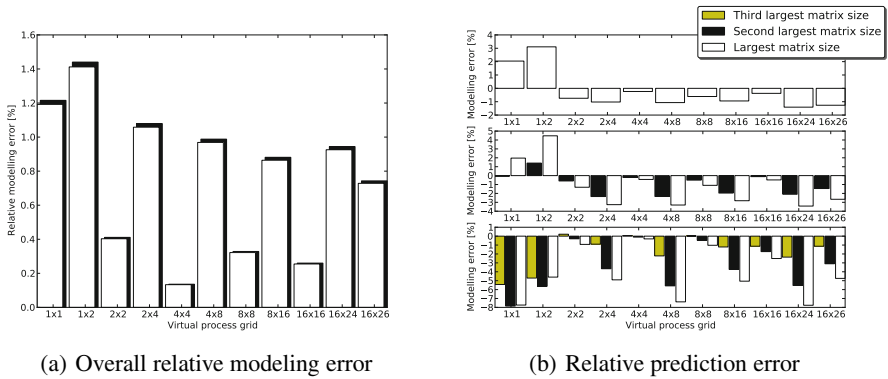 Relative modelling error [%]
1.6
1.4
1.2
1.0
0.8
0.6
0.4
0.2
0.0
1x1 1x2 2x2 2x4 4x4 4x8 8x8 8x16 16x16 16x24 16x26
Virtual process grid
(a) Overall relative modeling error
Third largest matrix size
Second largest matrix size
Largest matrix size
Modelling error [%]
4
3
2
1
0
−1
−2
1x1 1x2 2x2 2x4 4x4 4x8 8x8 8x16 16x16 16x24 16x26
Modelling error [%]
5
4
3
2
1
0
−1
−2
−3
−4
1x1 1x2 2x2 2x4 4x4 4x8 8x8 8x16 16x16 16x24 16x26
Modelling error [%]
1
0
−1
−2
−3
−4
−5
−6
−7
−8
1x1 1x2 2x2 2x4 4x4 4x8 8x8 8x16 16x16 16x24 16x26
Virtual process grid
(b) Relative prediction error